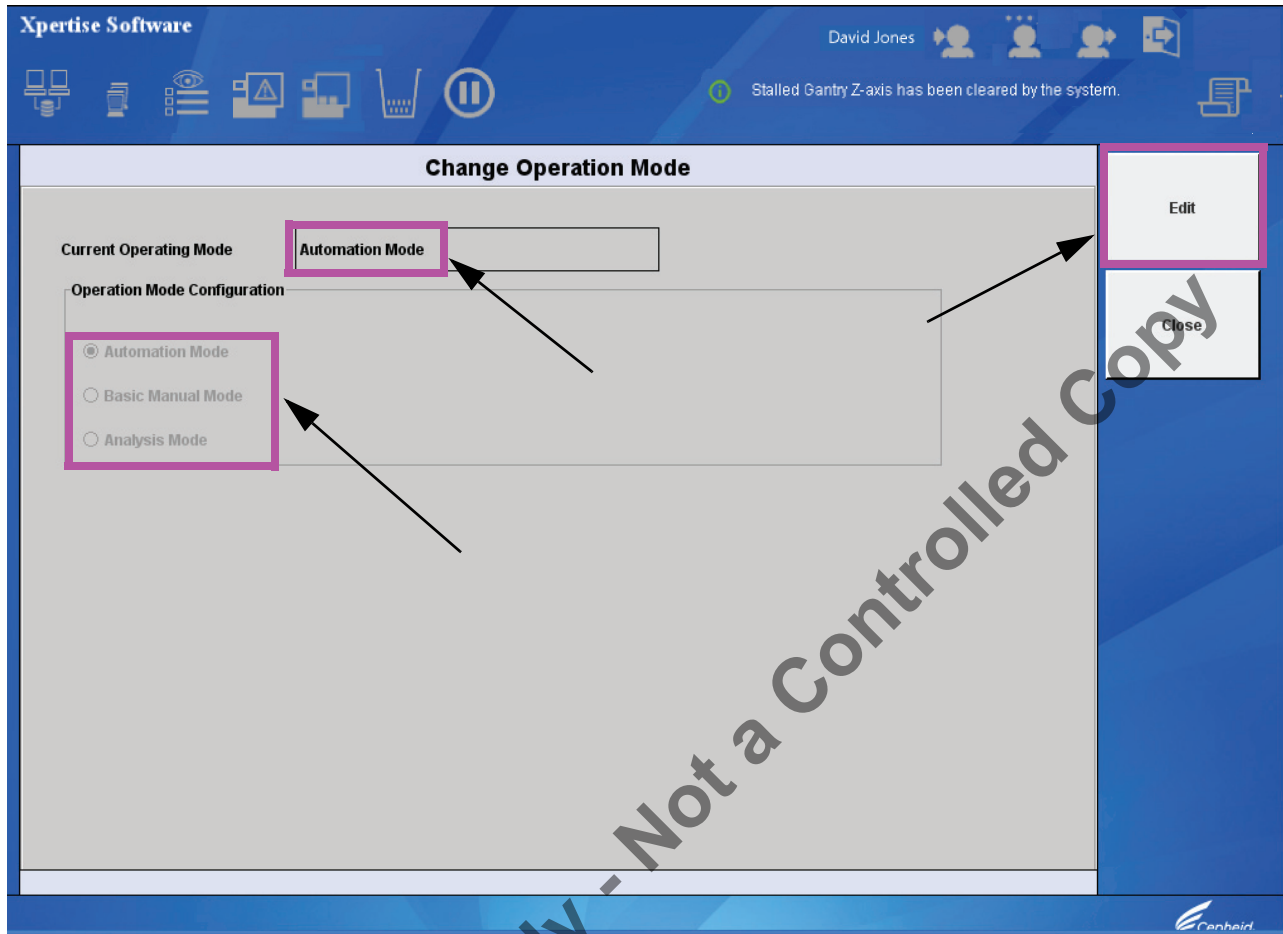 Xpertise Software
David Jones
Stalled Gantry Z-axis has been cleared by the system.
Change Operation Mode
Edit
Current Operating Mode
Automation Mode
Operation Mode Configuration
Close
Automation Mode
Basic Manual Mode
Analysis Mode
- Not a Controlled Copy
Cepheid.